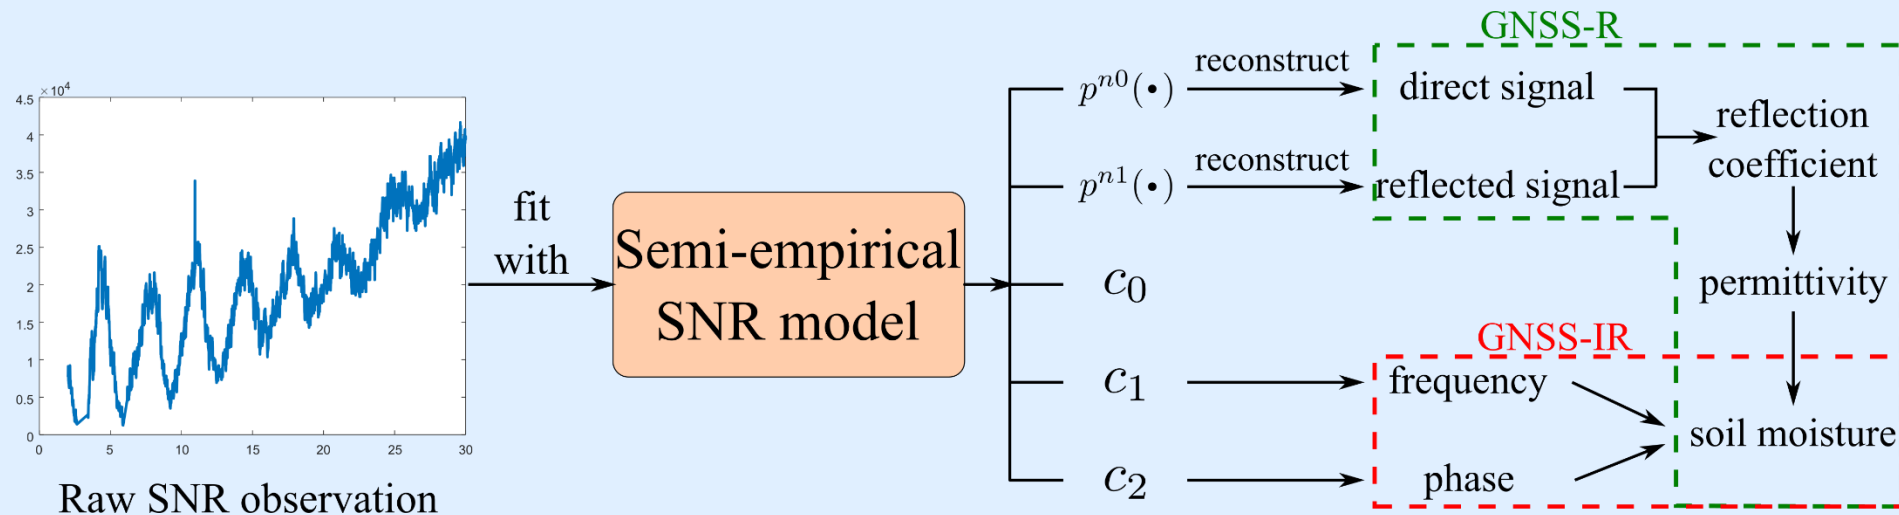 GNSS-R
×10⁴
4.5
4
3.5
3
2.5
2
1.5
1
0.5
0
0 5 10 15 20 25 30
Raw SNR observation
fit
with
Semi-empirical
SNR model
p^{n0}(•)
reconstruct
direct signal
p^{n1}(•)
reconstruct
reflected signal
reflection
coefficient
permittivity
c₀
GNSS-IR
c₁
frequency
c₂
phase
soil moisture